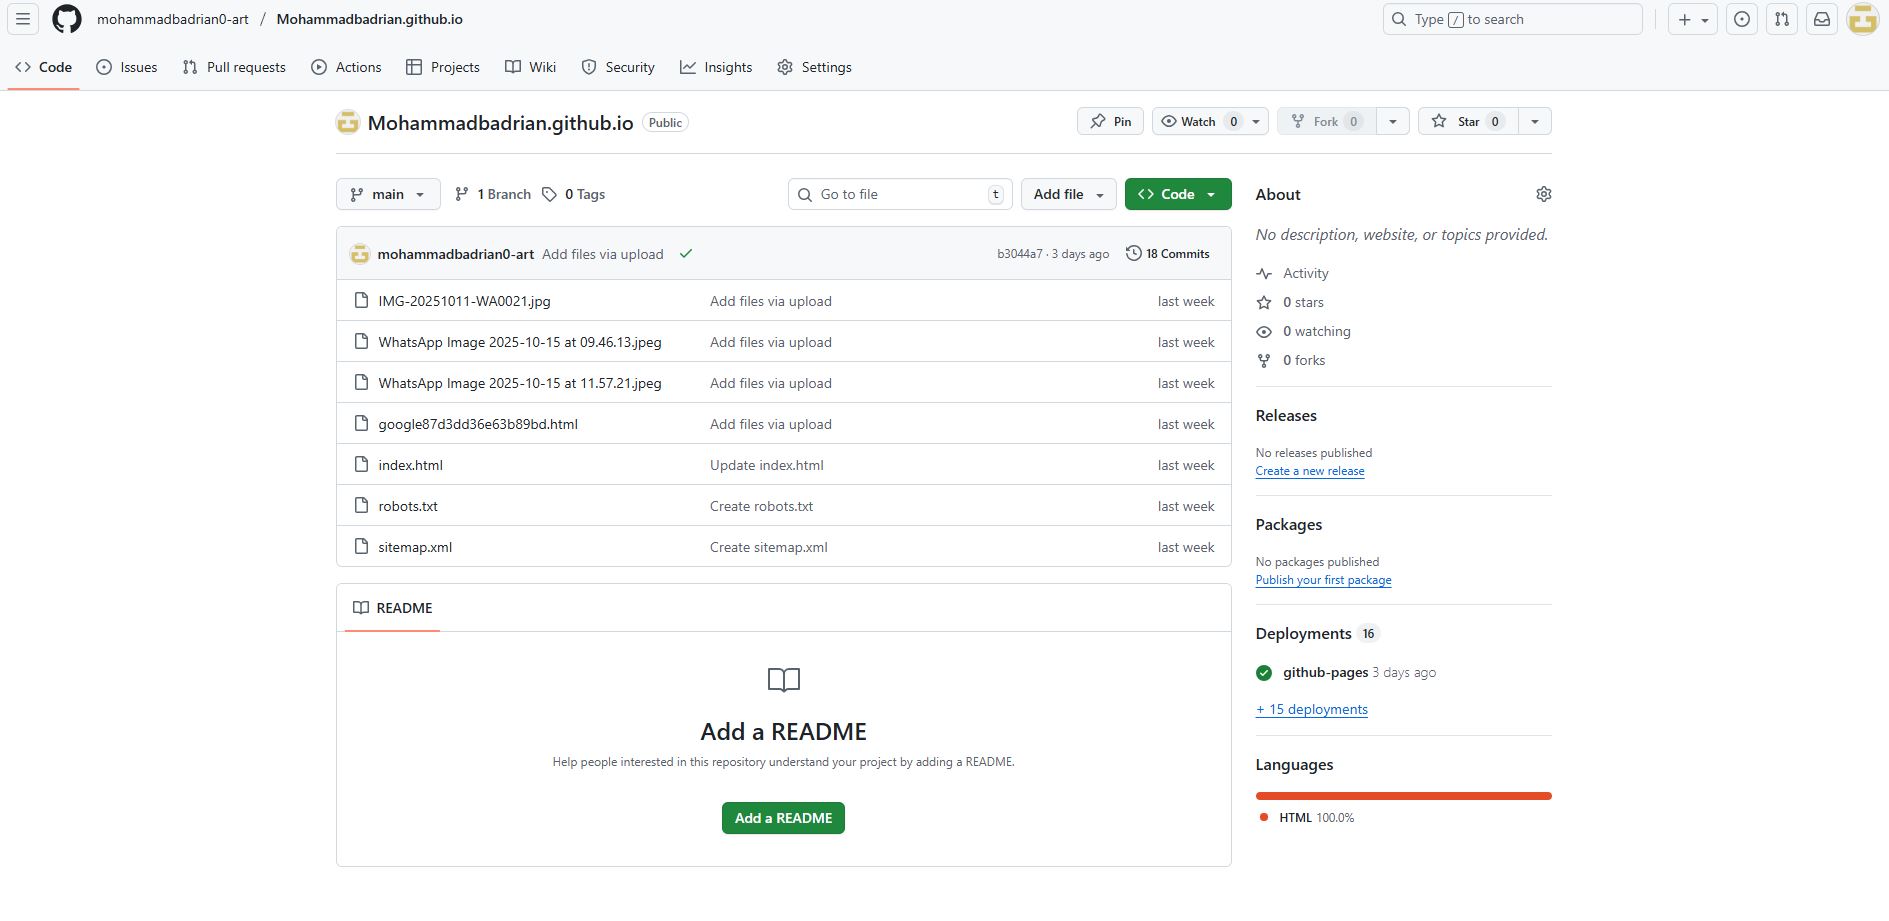 mohammadbadrian0-art / Mohammadbadrian.github.io
Type / to search
Code Issues Pull requests Actions Projects Wiki Security Insights Settings
Mohammadbadrian.github.io Public
Pin Watch 0 Fork 0 Star 0
main 1 Branch 0 Tags Go to file t Add file Code
mohammadbadrian0-art Add files via upload b3044a7 · 3 days ago 18 Commits
IMG-20251011-WA0021.jpg Add files via upload last week
WhatsApp Image 2025-10-15 at 09.46.13.jpeg Add files via upload last week
WhatsApp Image 2025-10-15 at 11.57.21.jpeg Add files via upload last week
google87d3dd36e63b89bd.html Add files via upload last week
index.html Update index.html last week
robots.txt Create robots.txt last week
sitemap.xml Create sitemap.xml last week
README
Add a README
Help people interested in this repository understand your project by adding a README.
Add a README
About
No description, website, or topics provided.
Activity
0 stars
0 watching
0 forks
Releases
No releases published
Create a new release
Packages
No packages published
Publish your first package
Deployments 16
github-pages 3 days ago
+ 15 deployments
Languages
HTML 100.0%